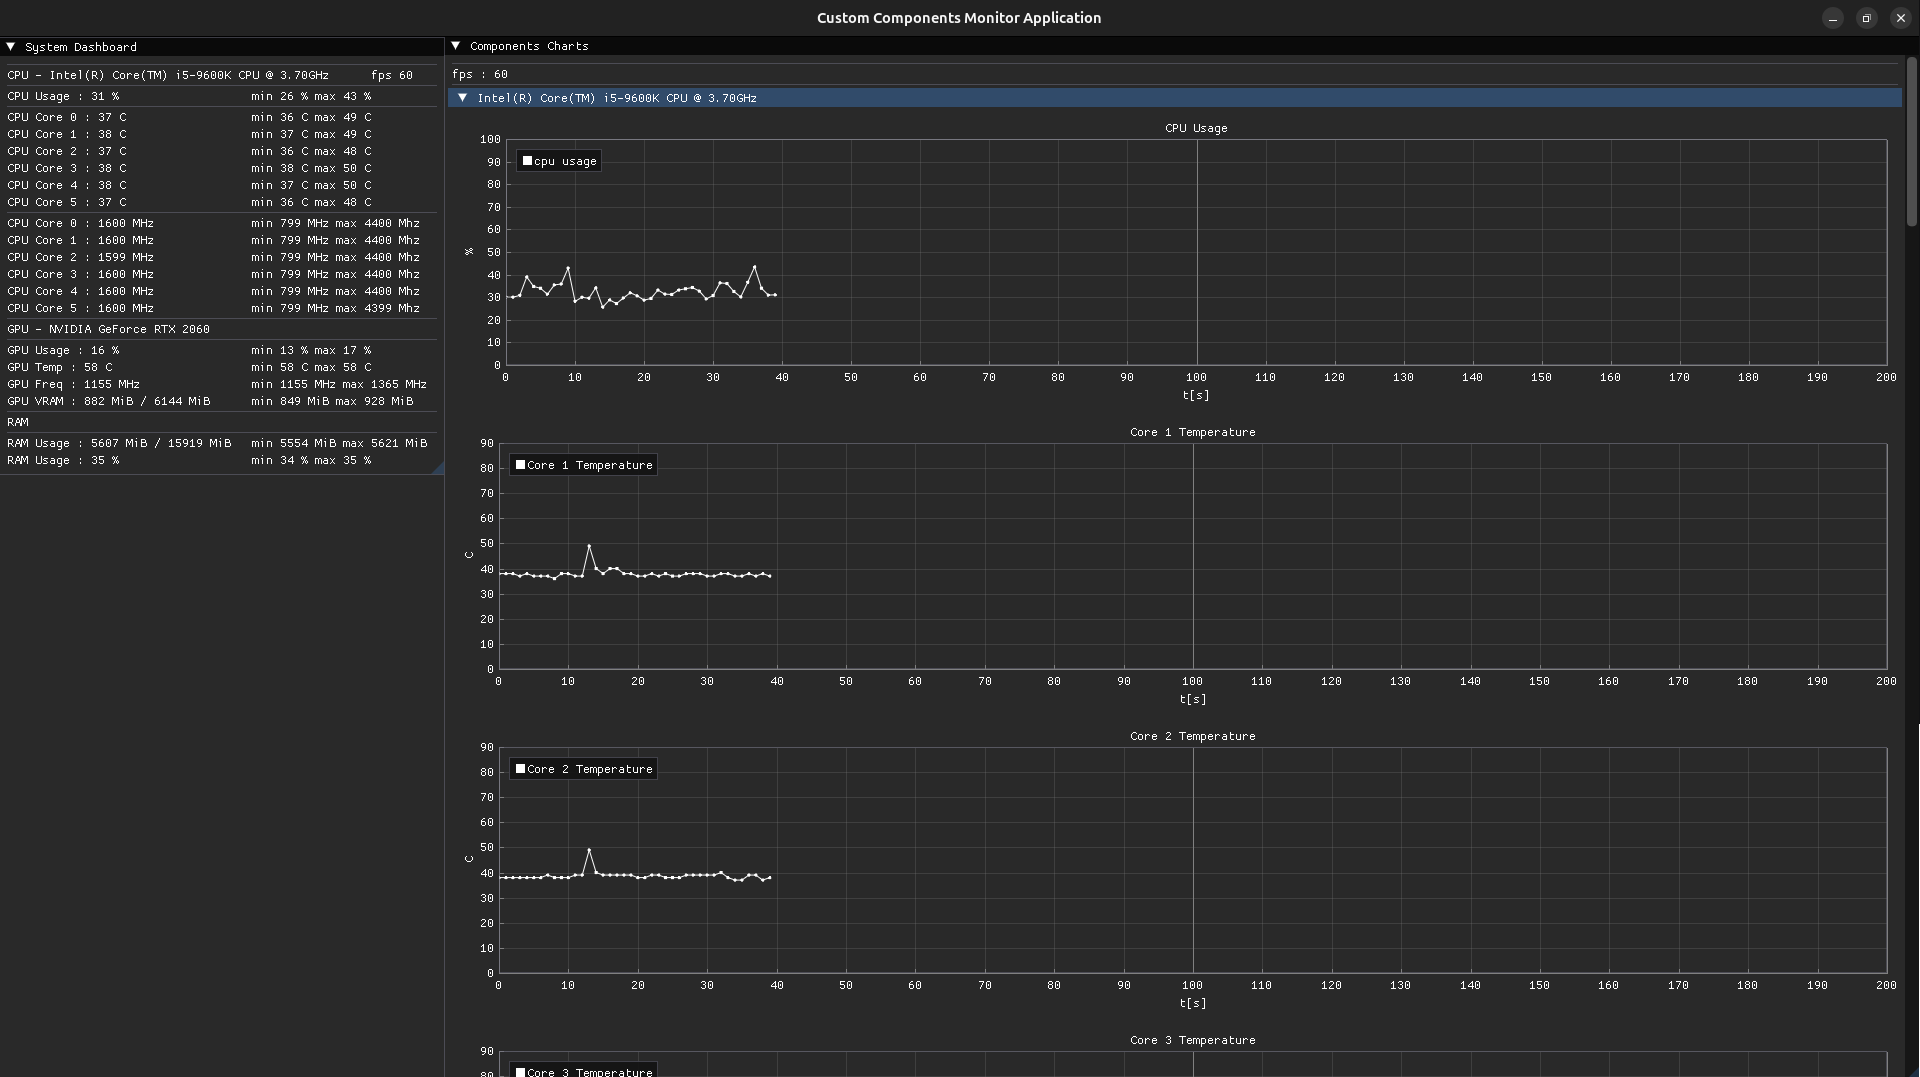 Custom Components Monitor Application
System Dashboard
CPU - Intel(R) Core(TM) i5-9600K CPU @ 3.70GHz fps 60
CPU Usage : 31 % min 26 % max 43 %
CPU Core 0 : 37 C min 36 C max 49 C
CPU Core 1 : 38 C min 37 C max 49 C
CPU Core 2 : 37 C min 36 C max 48 C
CPU Core 3 : 38 C min 38 C max 50 C
CPU Core 4 : 38 C min 37 C max 50 C
CPU Core 5 : 37 C min 36 C max 48 C
CPU Core 0 : 1600 MHz min 799 MHz max 4400 Mhz
CPU Core 1 : 1600 MHz min 799 MHz max 4400 Mhz
CPU Core 2 : 1599 MHz min 799 MHz max 4400 Mhz
CPU Core 3 : 1600 MHz min 799 MHz max 4400 Mhz
CPU Core 4 : 1600 MHz min 799 MHz max 4400 Mhz
CPU Core 5 : 1600 MHz min 799 MHz max 4399 Mhz
GPU - NVIDIA GeForce RTX 2060
GPU Usage : 16 % min 13 % max 17 %
GPU Temp : 58 C min 58 C max 58 C
GPU Freq : 1155 MHz min 1155 MHz max 1365 MHz
GPU VRAM : 882 MiB / 6144 MiB min 849 MiB max 928 MiB
RAM
RAM Usage : 5607 MiB / 15919 MiB min 5554 MiB max 5621 MiB
RAM Usage : 35 % min 34 % max 35 %
Components Charts
fps : 60
Intel(R) Core(TM) i5-9600K CPU @ 3.70GHz
CPU Usage
cpu usage
%
100
90
80
70
60
50
40
30
20
10
0
0 10 20 30 40 50 60 70 80 90 100 110 120 130 140 150 160 170 180 190 200
t[s]
Core 1 Temperature
Core 1 Temperature
C
90
80
70
60
50
40
30
20
10
0
0 10 20 30 40 50 60 70 80 90 100 110 120 130 140 150 160 170 180 190 200
t[s]
Core 2 Temperature
Core 2 Temperature
C
90
80
70
60
50
40
30
20
10
0
0 10 20 30 40 50 60 70 80 90 100 110 120 130 140 150 160 170 180 190 200
t[s]
Core 3 Temperature
Core 3 Temperature
90
80